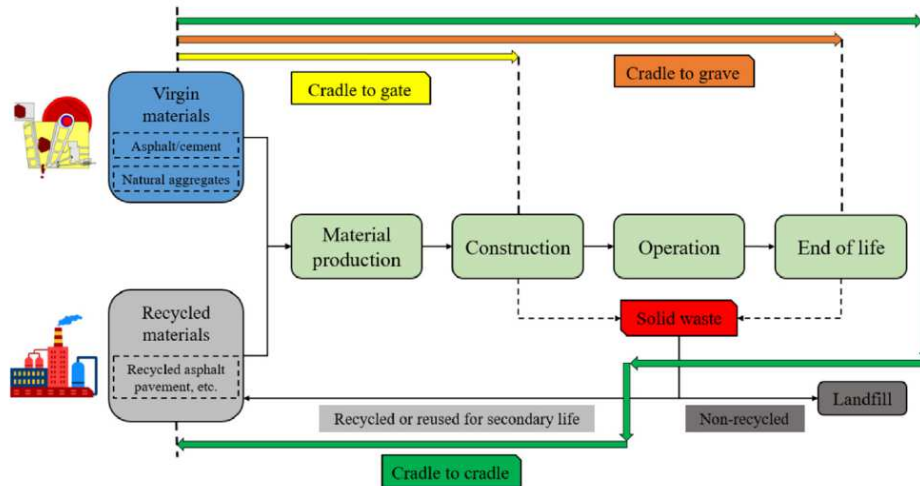 Cradle to gate
Cradle to grave
Virgin
materials
Asphalt/cement
Natural aggregates
Material
production
Construction
Operation
End of life
Recycled
materials
Recycled asphalt
pavement, etc.
Solid waste
Recycled or reused for secondary life
Non-recycled
Landfill
Cradle to cradle